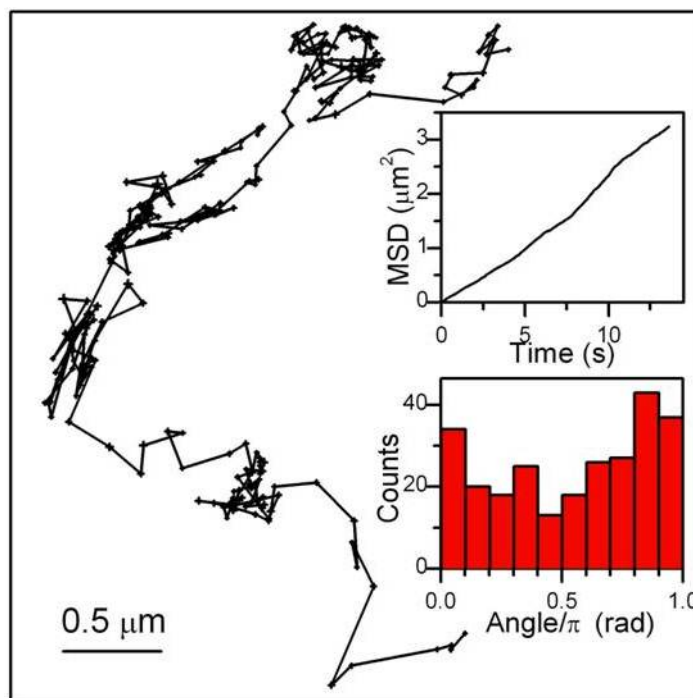 MSD (μm²)
3
2
1
0
0 5 10
Time (s)
Counts
40
20
0
0.0 0.5 1.0
Angle/π (rad)
0.5 μm